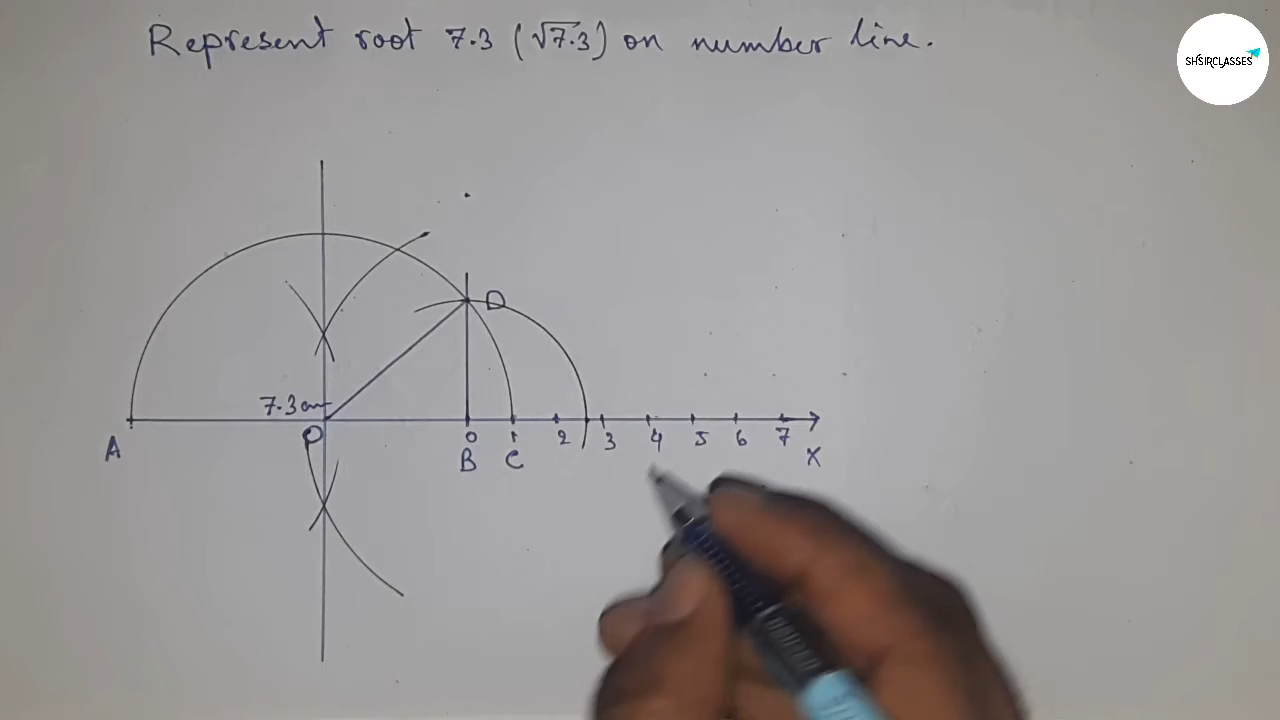 Represent root 7.3 (√7.3) on number line.
SHSIRCLASSES
D
7.3cm
A P 0 1 2 3 4 5 6 7
B C X